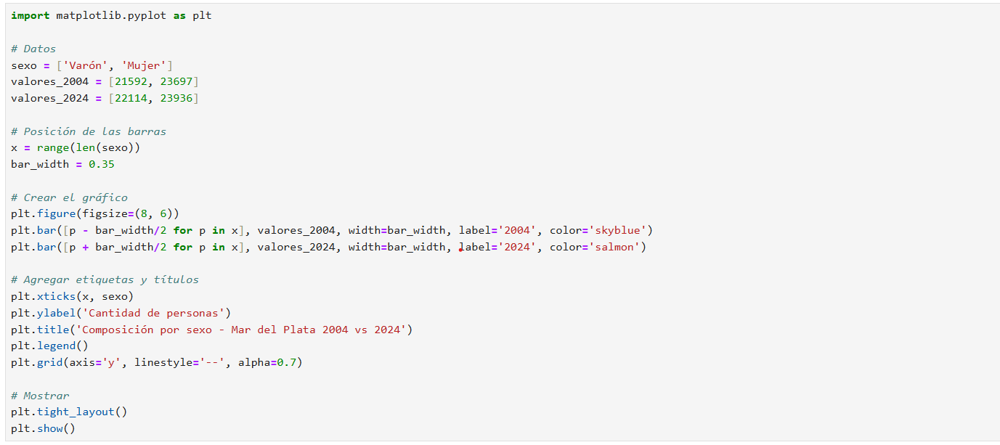 import matplotlib.pyplot as plt
# Datos
sexo = ['Varón', 'Mujer']
valores_2004 = [21592, 23697]
valores_2024 = [22114, 23936]
# Posición de las barras
x = range(len(sexo))
bar_width = 0.35
# Crear el gráfico
plt.figure(figsize=(8, 6))
plt.bar([p - bar_width/2 for p in x], valores_2004, width=bar_width, label='2004', color='skyblue')
plt.bar([p + bar_width/2 for p in x], valores_2024, width=bar_width, label='2024', color='salmon')
# Agregar etiquetas y títulos
plt.xticks(x, sexo)
plt.ylabel('Cantidad de personas')
plt.title('Composición por sexo - Mar del Plata 2004 vs 2024')
plt.legend()
plt.grid(axis='y', linestyle='--', alpha=0.7)
# Mostrar
plt.tight_layout()
plt.show()